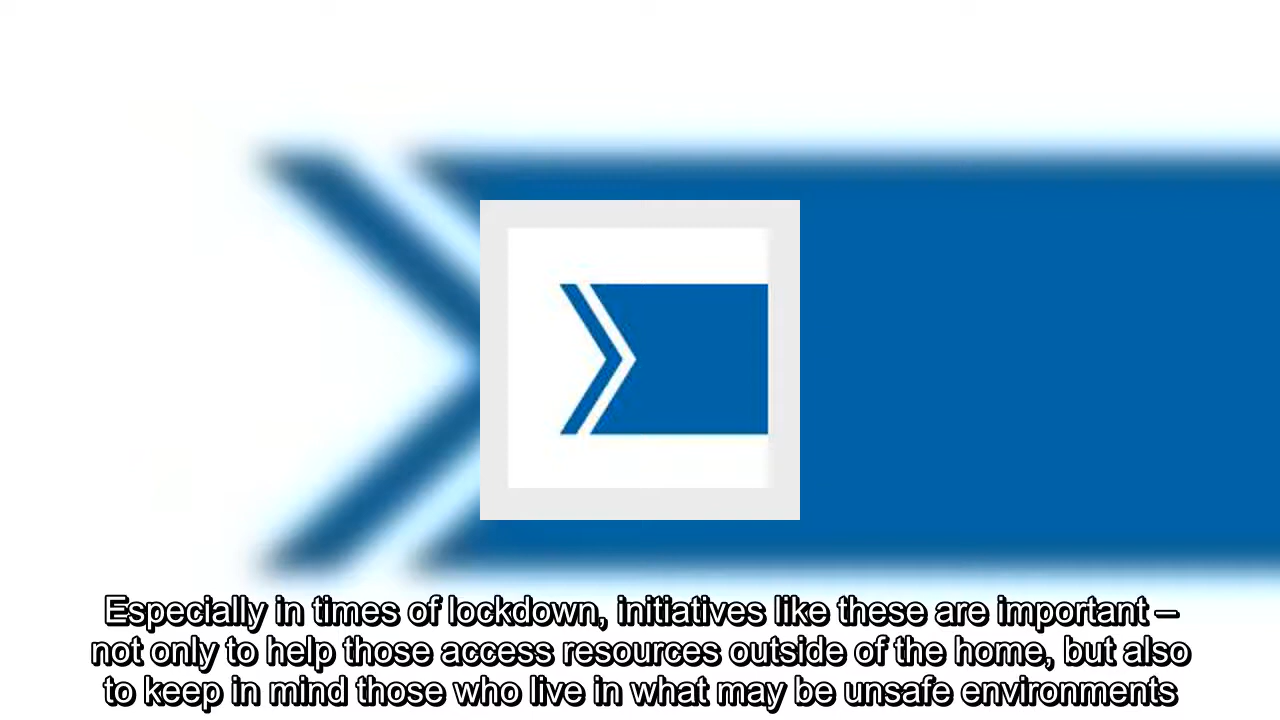 Especially in times of lockdown, initiatives like these are important –
not only to help those access resources outside of the home, but also
to keep in mind those who live in what may be unsafe environments